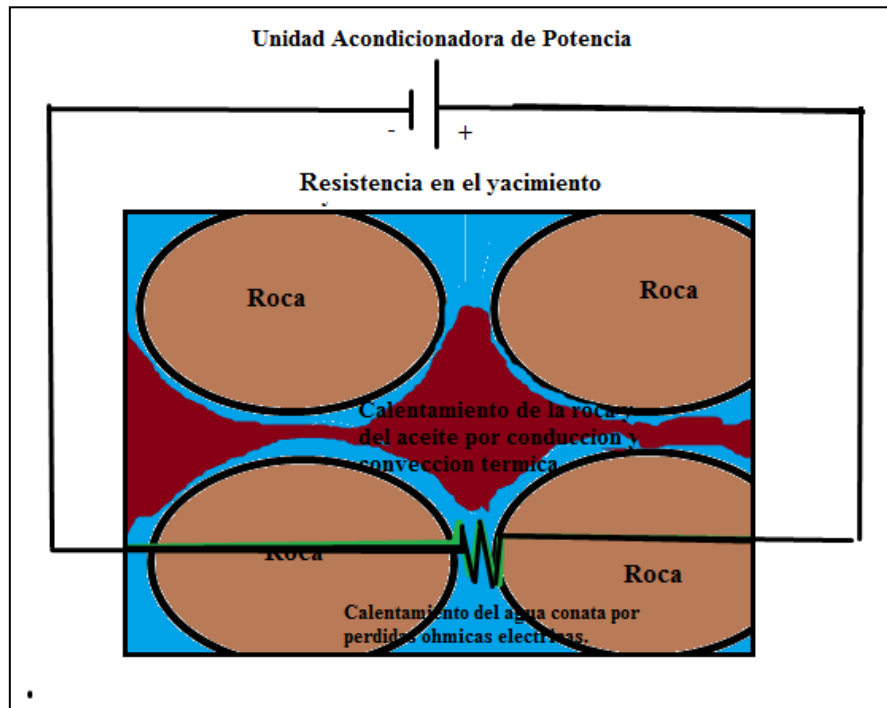 Unidad Acondicionadora de Potencia
- +
Resistencia en el yacimiento
Roca
Roca
Calentamiento de la roca y
del aceite por conduccion y
conveccion termica
Roca
Roca
Calentamiento del agua conata por
perdidas ohmicas electricas.